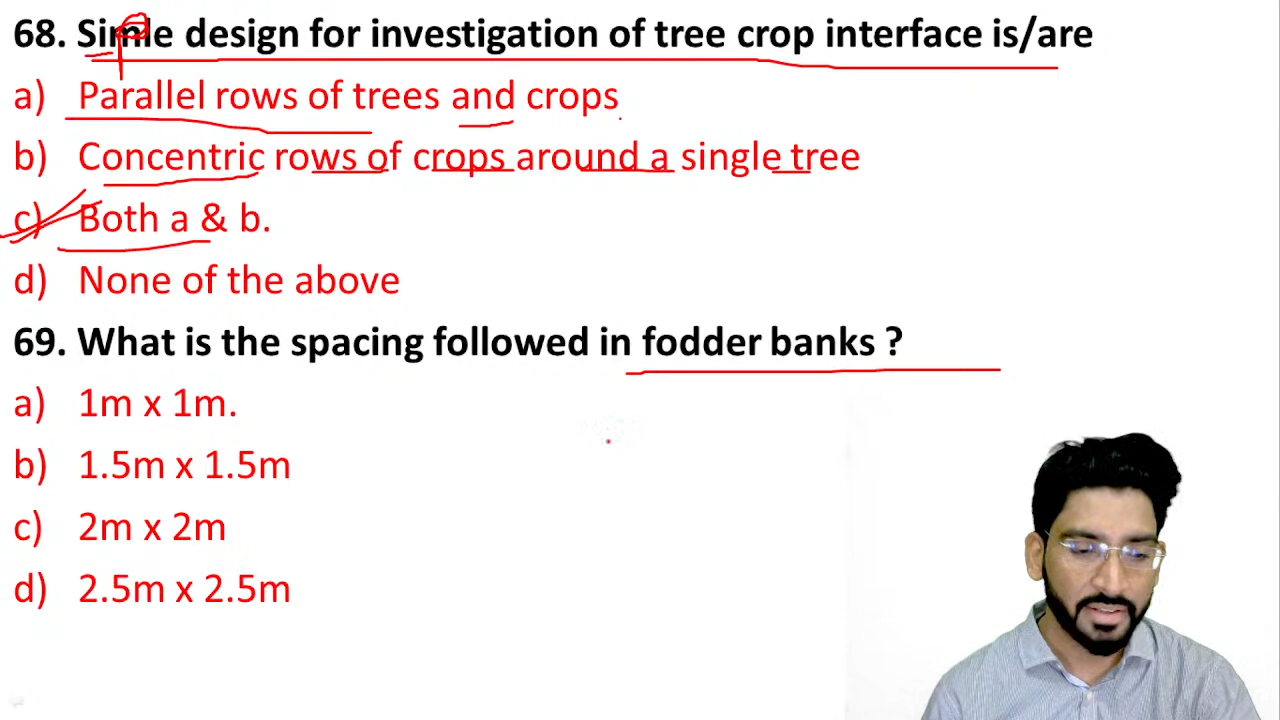 68. Simle design for investigation of tree crop interface is/are
a) Parallel rows of trees and crops
b) Concentric rows of crops around a single tree
c) Both a & b.
d) None of the above
69. What is the spacing followed in fodder banks ?
a) 1m x 1m.
b) 1.5m x 1.5m
c) 2m x 2m
d) 2.5m x 2.5m